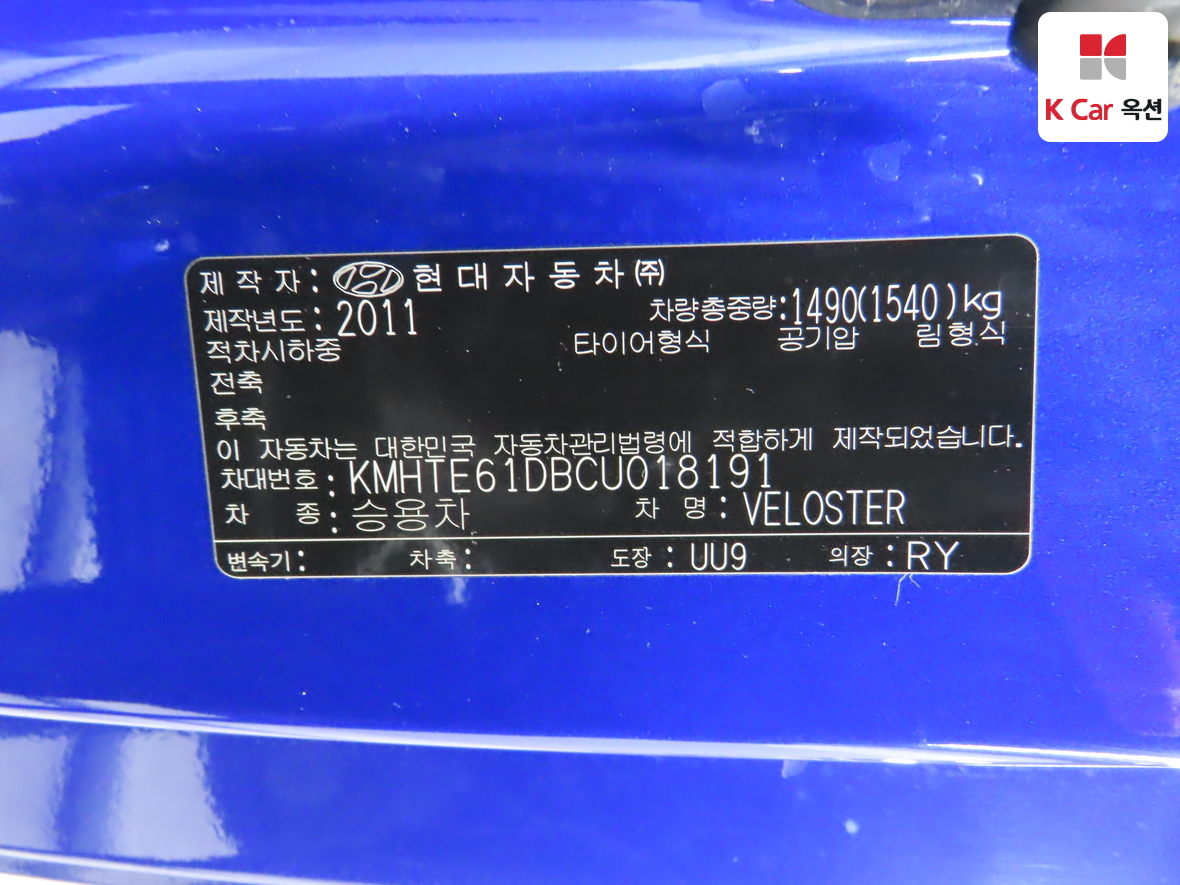 K Car 옥션
제 작 자 : 현 대 자 동 차 ㈜
제작년도 : 2011 차량총중량:1490(1540)kg
적차시하중 타이어형식 공기압 림형식
전축
후축
이 자동차는 대한민국 자동차관리법령에 적합하게 제작되었습니다.
차대번호 : KMHTE61DBCU018191
차 종 : 승용차 차 명 : VELOSTER
변속기 : 차축 : 도장 : UU9 의장 : RY